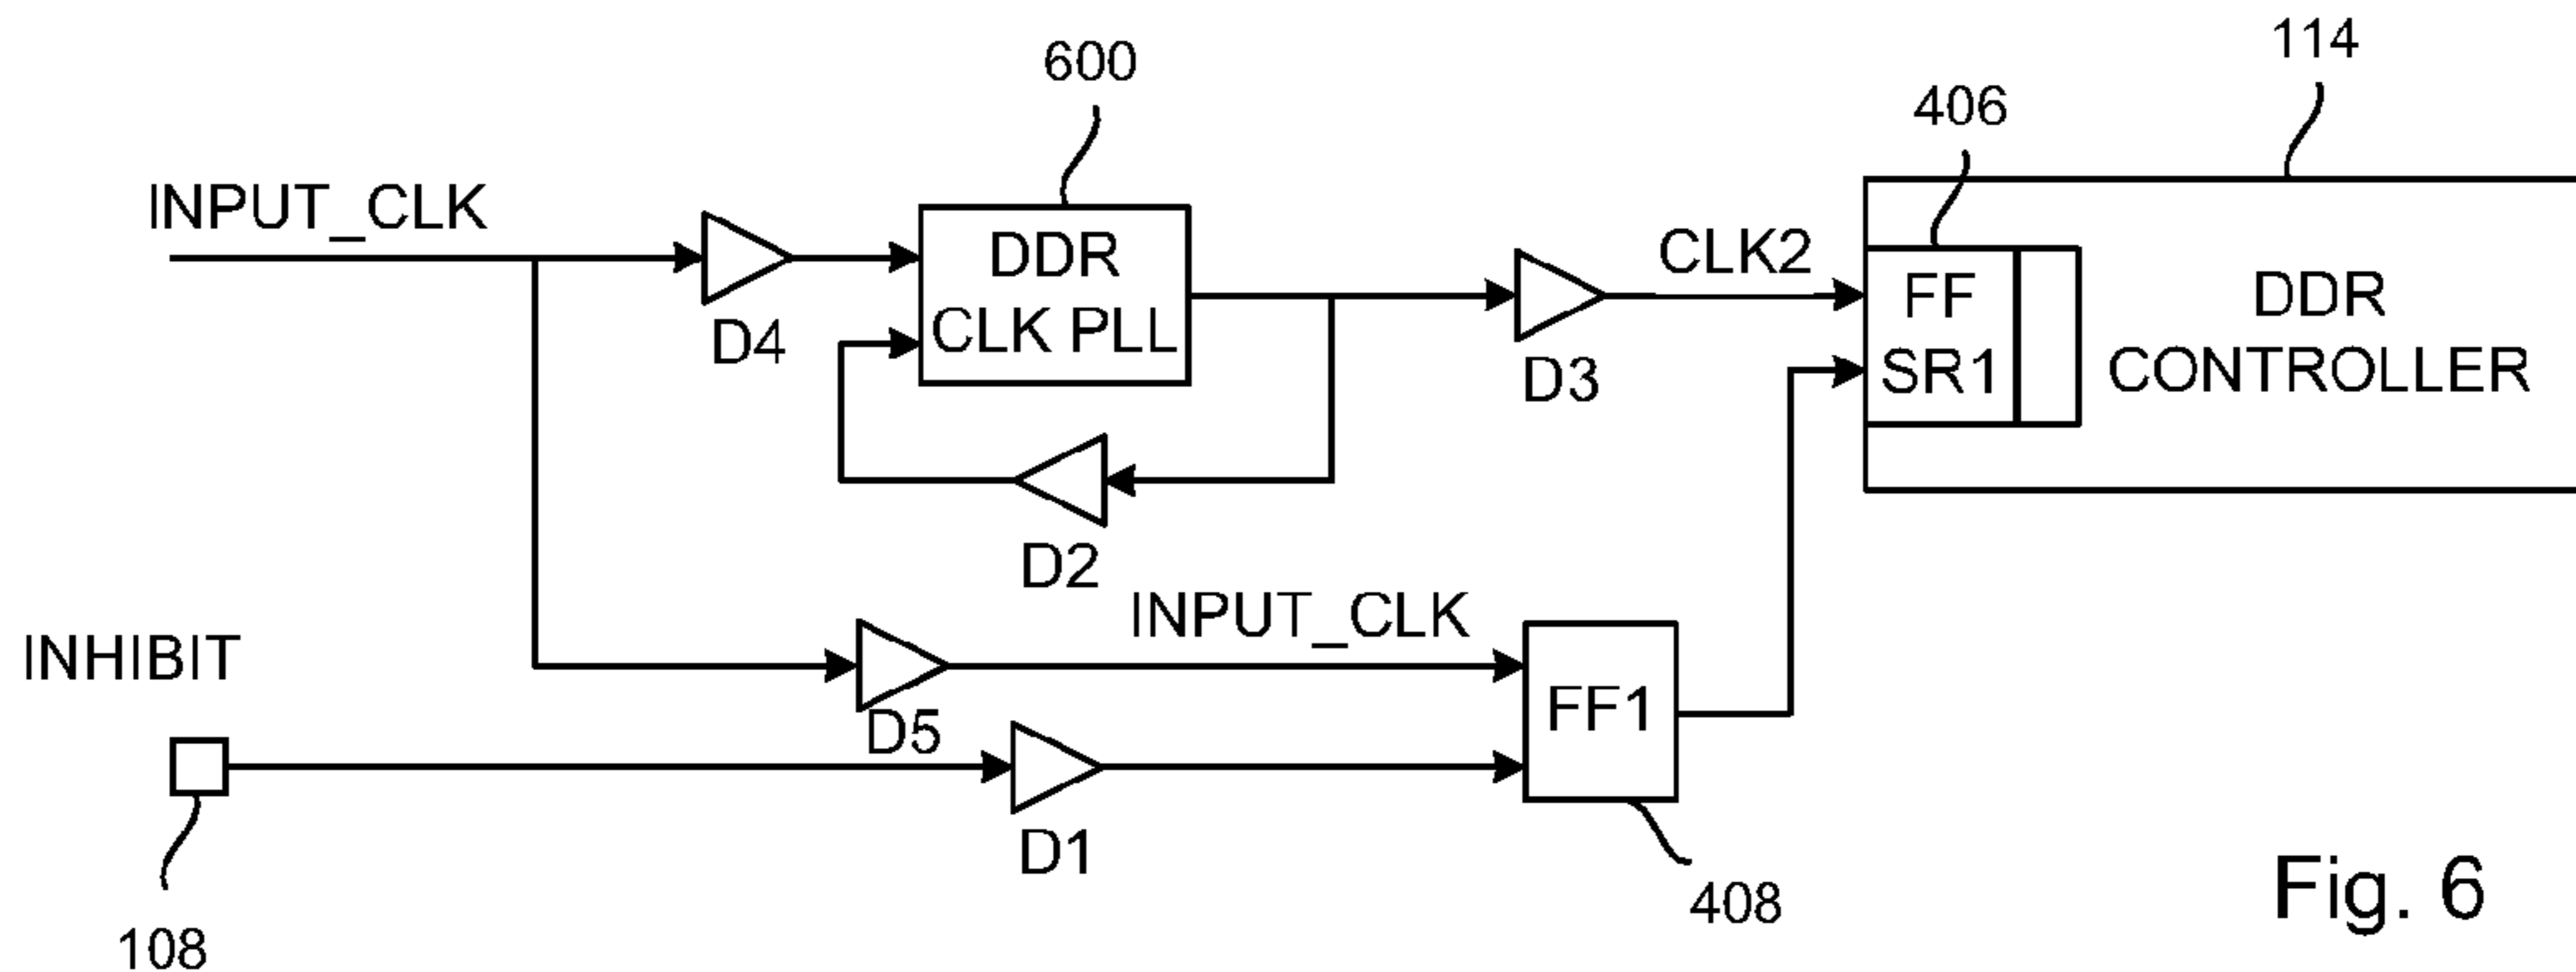 114
600
406
INPUT_CLK
DDR
CLK PLL
D4
CLK2
D3
FF
SR1
DDR
CONTROLLER
D2
INPUT_CLK
INHIBIT
D5
FF1
D1
408
108
Fig. 6